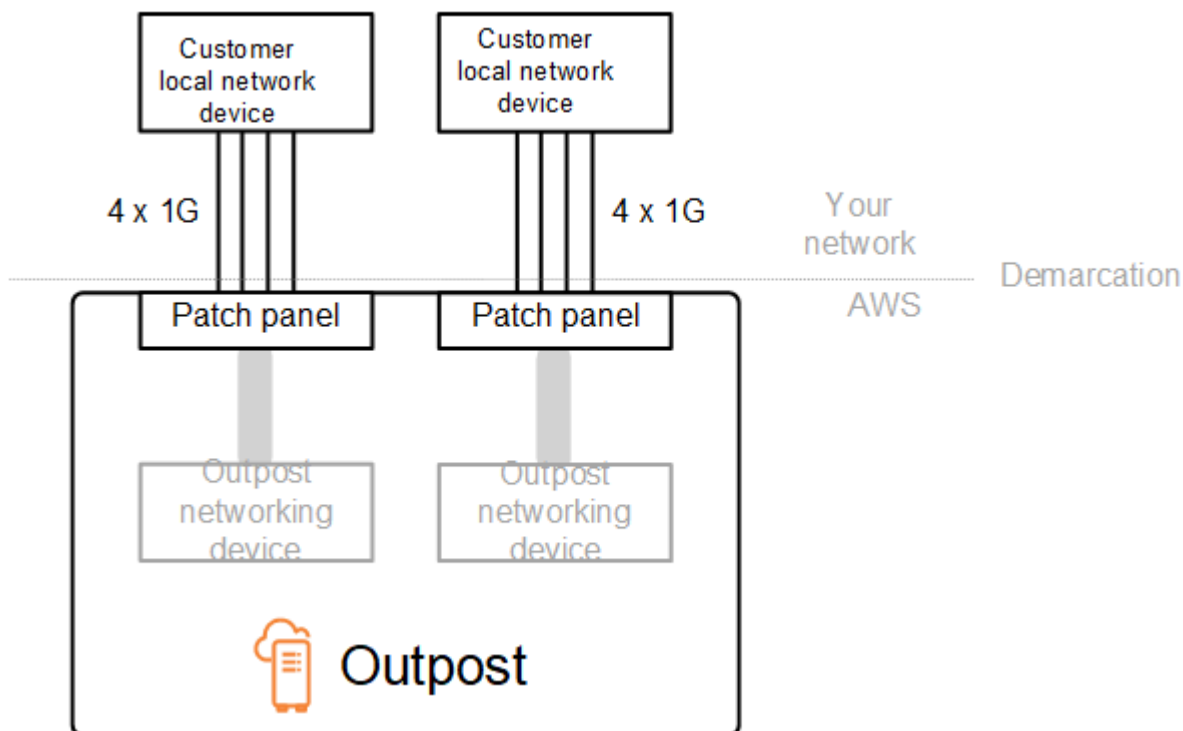 Customer
local network
device
Customer
local network
device
4 x 1G
4 x 1G
Your
network
Demarcation
AWS
Patch panel
Patch panel
Outpost
networking
device
Outpost
networking
device
Outpost